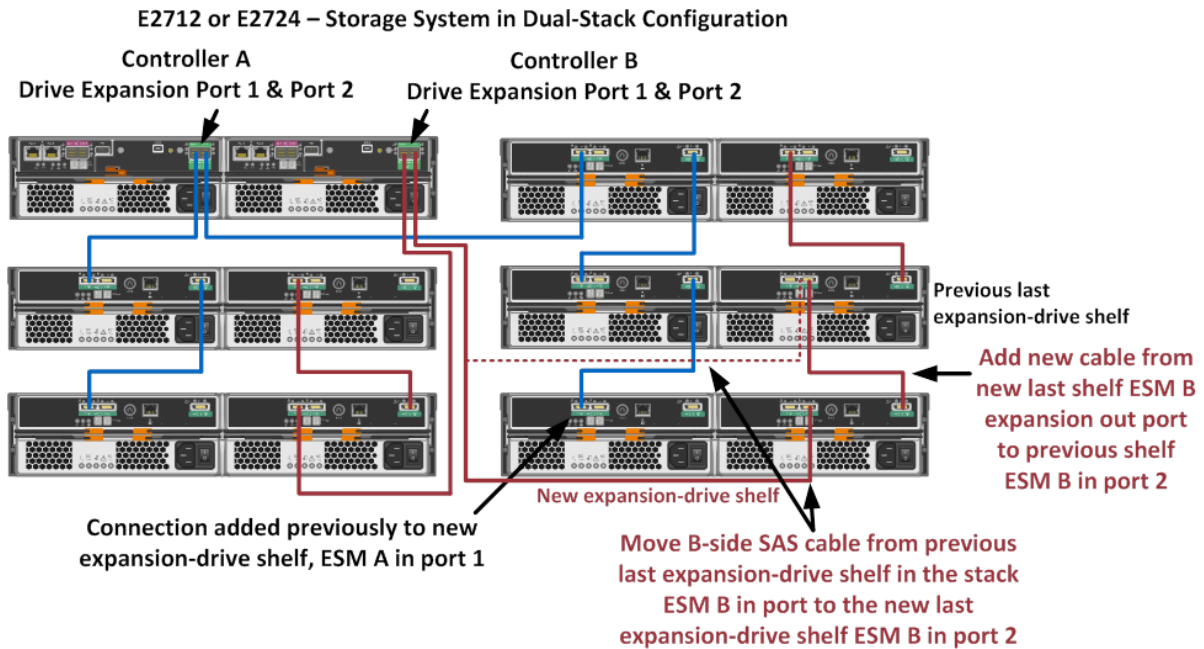 E2712 or E2724 – Storage System in Dual-Stack Configuration
Controller A
Drive Expansion Port 1 & Port 2
Controller B
Drive Expansion Port 1 & Port 2
Previous last
expansion-drive shelf
Add new cable from
new last shelf ESM B
expansion out port
to previous shelf
ESM B in port 2
New expansion-drive shelf
Connection added previously to new
expansion-drive shelf, ESM A in port 1
Move B-side SAS cable from previous
last expansion-drive shelf in the stack
ESM B in port to the new last
expansion-drive shelf ESM B in port 2